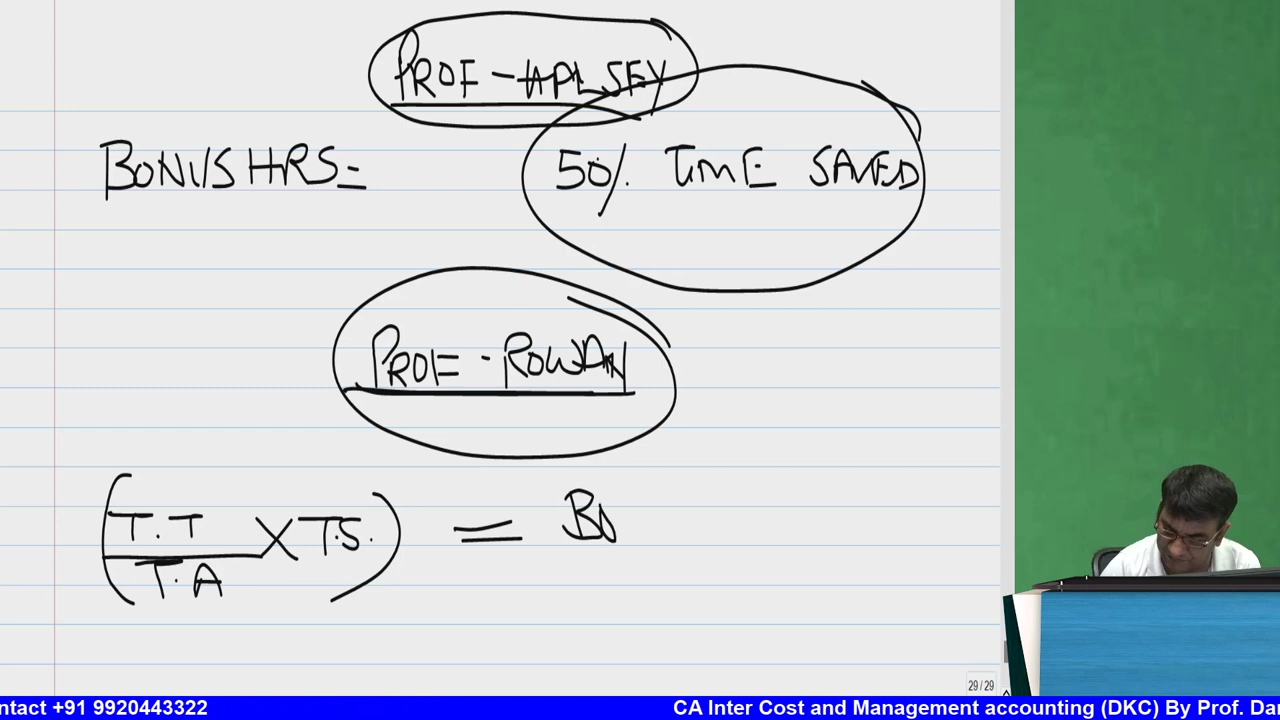 PROF - HALSEY
BONUS HRS = 50% TIME SAVED
PROF - ROWAN
(T.T / T.A X T.S.) = BO
29 / 29
ntact +91 9920443322 CA Inter Cost and Management accounting (DKC) By Prof. Dar